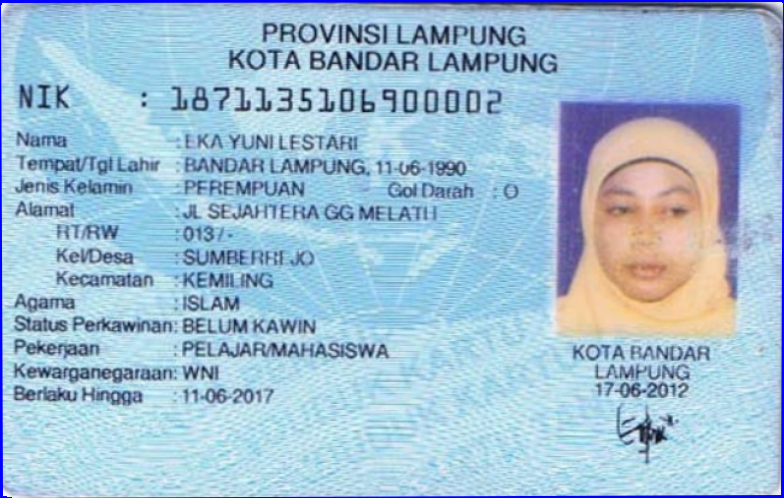 PROVINSI LAMPUNG
KOTA BANDAR LAMPUNG
NIK : 1871135106900002
Nama : EKA YUNI LESTARI
Tempat/Tgl Lahir : BANDAR LAMPUNG, 11-06-1990
Jenis Kelamin : PEREMPUAN Gol Darah : O
Alamat : JL SEJAHTERA GG MELATI I
RT/RW : 013/-
Kel/Desa : SUMBERREJO
Kecamatan : KEMILING
Agama : ISLAM
Status Perkawinan: BELUM KAWIN
Pekerjaan : PELAJAR/MAHASISWA
Kewarganegaraan: WNI
Berlaku Hingga : 11-06-2017
KOTA BANDAR
LAMPUNG
17-06-2012